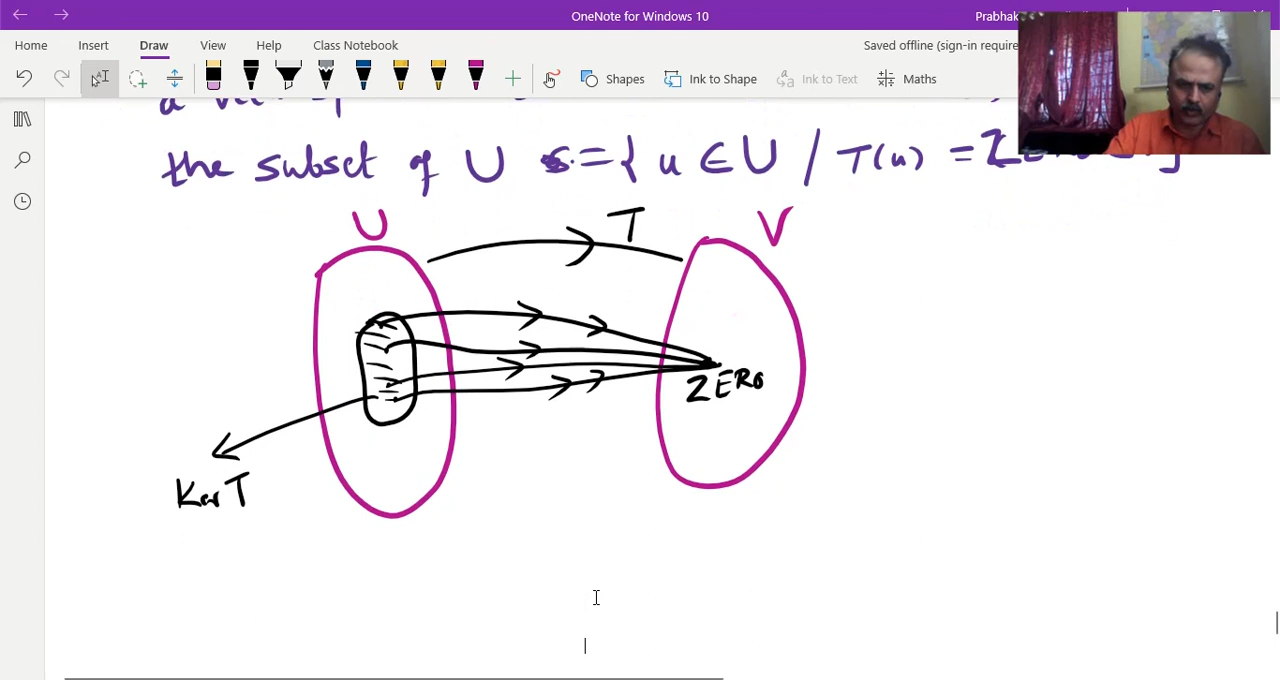 OneNote for Windows 10
Prabhak
Home Insert Draw View Help Class Notebook
Saved offline (sign-in require
Shapes Ink to Shape Ink to Text Maths
a
the subset of U S = { u ∈ U / T(u) =
U T V
ZERO
Ker T